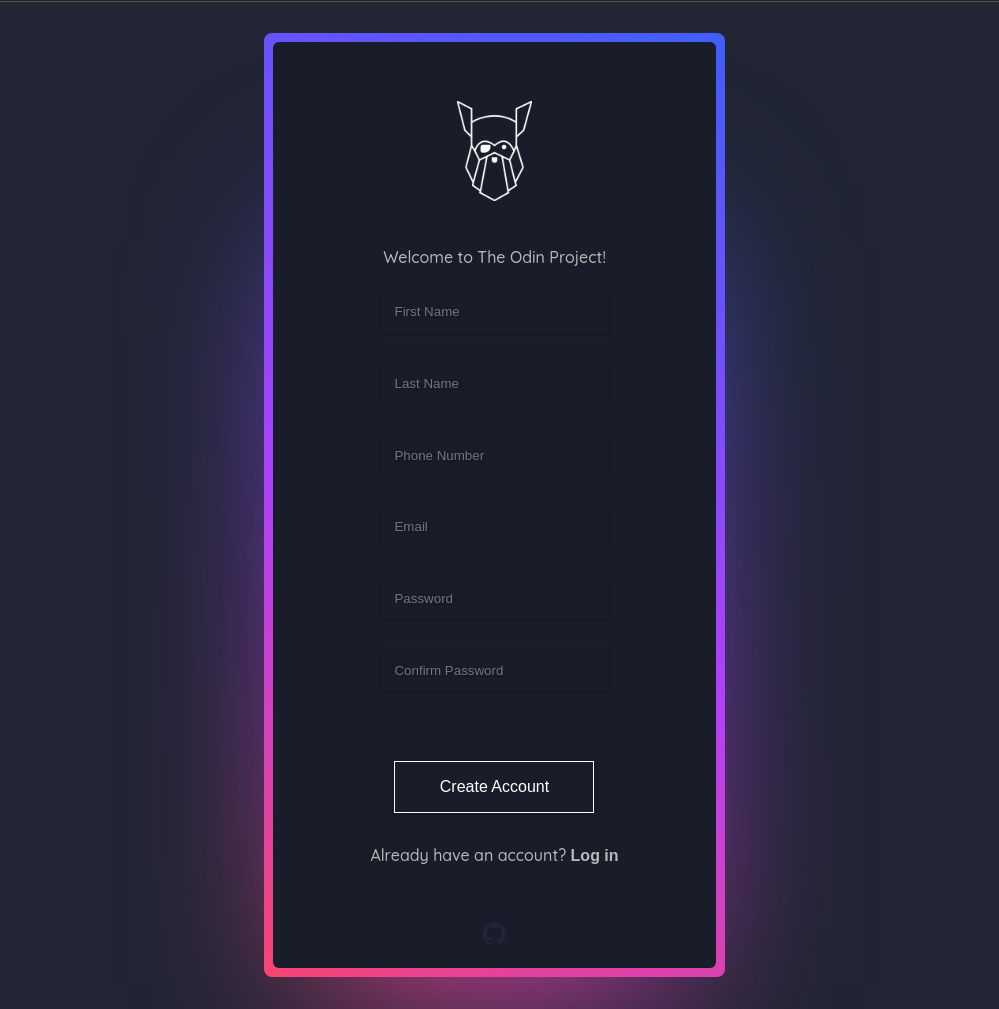 Welcome to The Odin Project!
First Name
Last Name
Phone Number
Email
Password
Confirm Password
Create Account
Already have an account? Log in